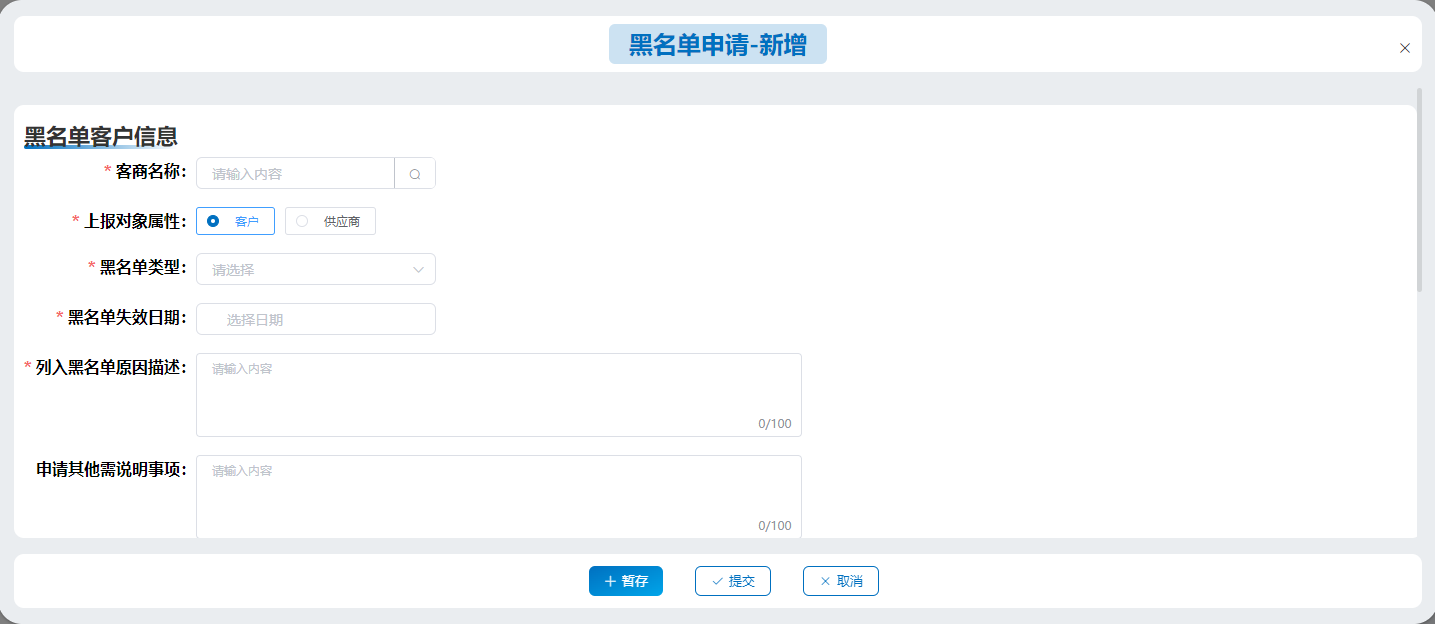 黑名单申请-新增
黑名单客户信息
* 客商名称: 请输入内容
* 上报对象属性: 客户 供应商
* 黑名单类型: 请选择
* 黑名单失效日期: 选择日期
* 列入黑名单原因描述: 请输入内容
0/100
申请其他需说明事项: 请输入内容
0/100
暂存 提交 取消